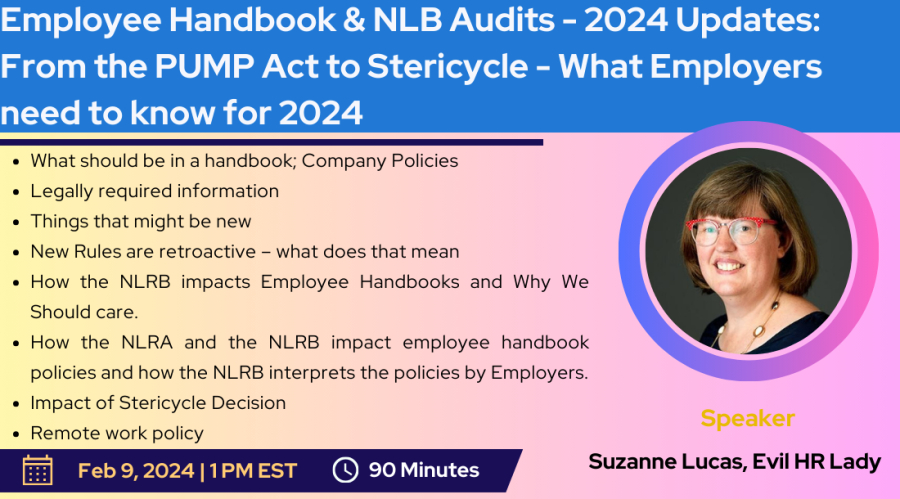 Employee Handbook & NLB Audits - 2024 Updates:
From the PUMP Act to Stericycle - What Employers
need to know for 2024
• What should be in a handbook; Company Policies
• Legally required information
• Things that might be new
• New Rules are retroactive – what does that mean
• How the NLRB impacts Employee Handbooks and Why We
Should care.
• How the NLRA and the NLRB impact employee handbook
policies and how the NLRB interprets the policies by Employers.
• Impact of Stericycle Decision
• Remote work policy
Feb 9, 2024 | 1 PM EST
90 Minutes
Speaker
Suzanne Lucas, Evil HR Lady